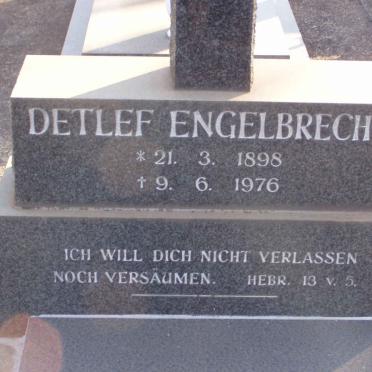 DETLEF ENGELBRECH
* 21. 3. 1898
† 9. 6. 1976
ICH WILL DICH NICHT VERLASSEN
NOCH VERSÄUMEN. HEBR. 13 V. 5.